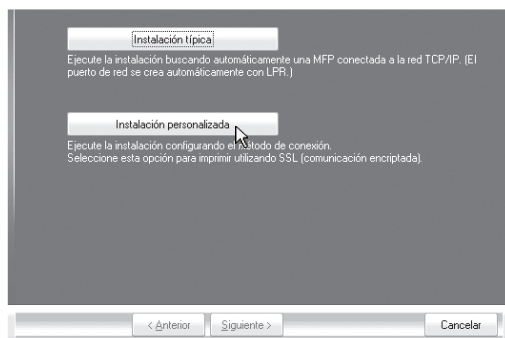 Instalación típica
Ejecute la instalación buscando automáticamente una MFP conectada a la red TCP/IP. (El
puerto de red se crea automáticamente con LPR.)
Instalación personalizada
Ejecute la instalación configurando el método de conexión.
Seleccione esta opción para imprimir utilizando SSL (comunicación encriptada).
< Anterior
Siguiente >
Cancelar